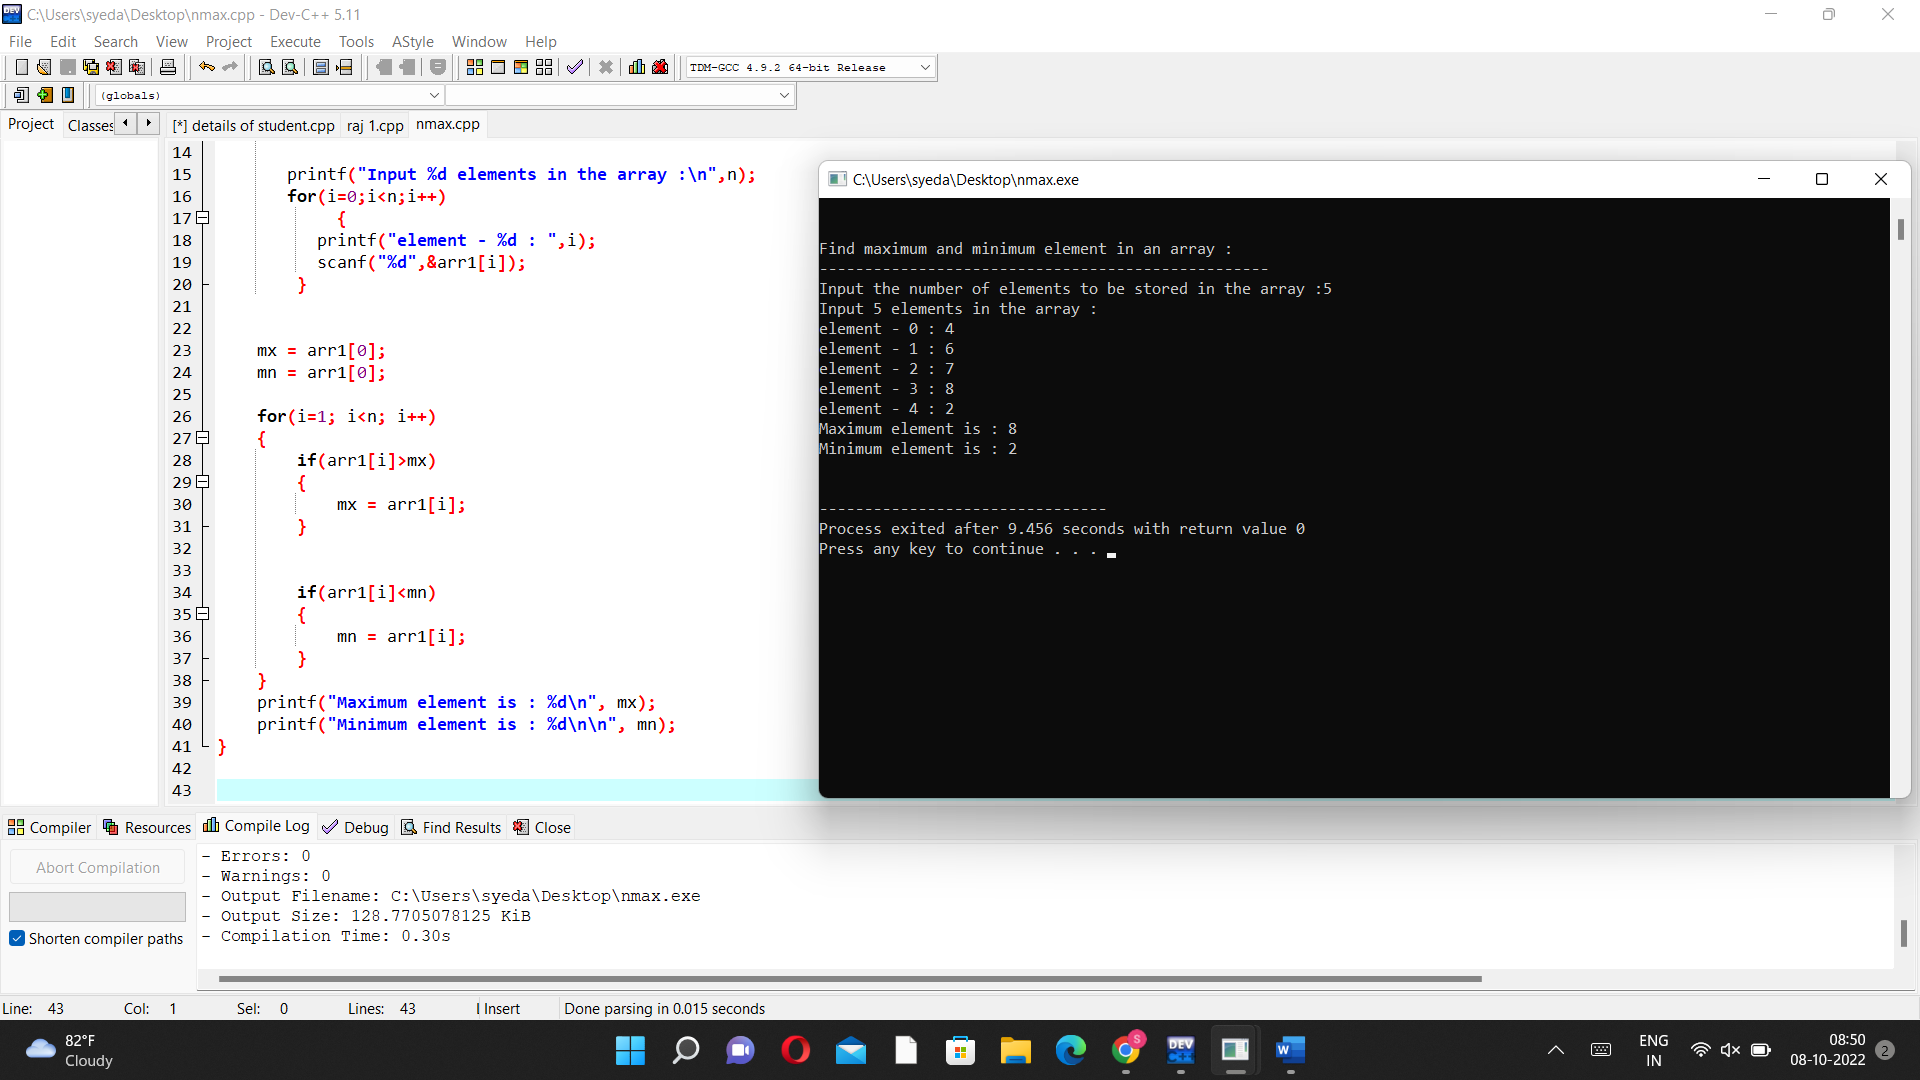 C:\Users\syeda\Desktop\nmax.cpp - Dev-C++ 5.11
File Edit Search View Project Execute Tools AStyle Window Help
TDM-GCC 4.9.2 64-bit Release
(globals)
Project Classes [*] details of student.cpp raj 1.cpp nmax.cpp
14
15 printf("Input %d elements in the array :\n",n);
16 for(i=0;i<n;i++)
17 {
18 printf("element - %d : ",i);
19 scanf("%d",&arr1[i]);
20 }
21
22
23 mx = arr1[0];
24 mn = arr1[0];
25
26 for(i=1; i<n; i++)
27 {
28 if(arr1[i]>mx)
29 {
30 mx = arr1[i];
31 }
32
33
34 if(arr1[i]<mn)
35 {
36 mn = arr1[i];
37 }
38 }
39 printf("Maximum element is : %d\n", mx);
40 printf("Minimum element is : %d\n\n", mn);
41 }
42
43
C:\Users\syeda\Desktop\nmax.exe
Find maximum and minimum element in an array :
--------------------------------------------------
Input the number of elements to be stored in the array :5
Input 5 elements in the array :
element - 0 : 4
element - 1 : 6
element - 2 : 7
element - 3 : 8
element - 4 : 2
Maximum element is : 8
Minimum element is : 2
--------------------------------
Process exited after 9.456 seconds with return value 0
Press any key to continue . . .
Compiler Resources Compile Log Debug Find Results Close
Abort Compilation
Shorten compiler paths
- Errors: 0
- Warnings: 0
- Output Filename: C:\Users\syeda\Desktop\nmax.exe
- Output Size: 128.7705078125 KiB
- Compilation Time: 0.30s
Line: 43 Col: 1 Sel: 0 Lines: 43 Insert Done parsing in 0.015 seconds
82°F
Cloudy
S
DEV
C++
W
ENG
IN
08:50
08-10-2022
2